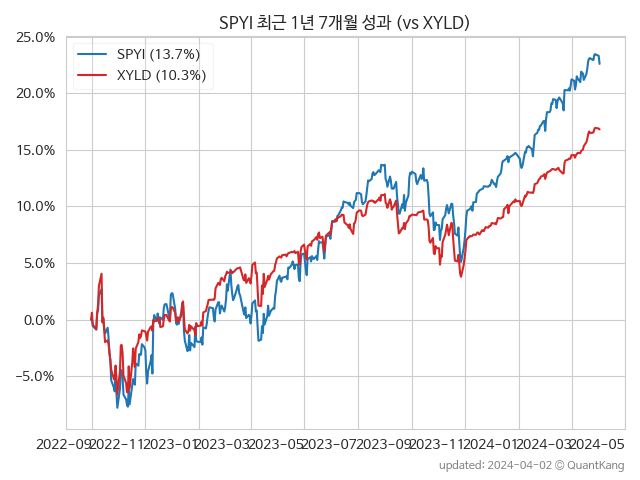 SPYI 최근 1년 7개월 성과 (vs XYLD)
SPYI (13.7%)
XYLD (10.3%)
25.0%
20.0%
15.0%
10.0%
5.0%
0.0%
−5.0%
2022-09 2022-11 2023-01 2023-03 2023-05 2023-07 2023-09 2023-11 2024-01 2024-03 2024-05
updated: 2024-04-02 © QuantKang